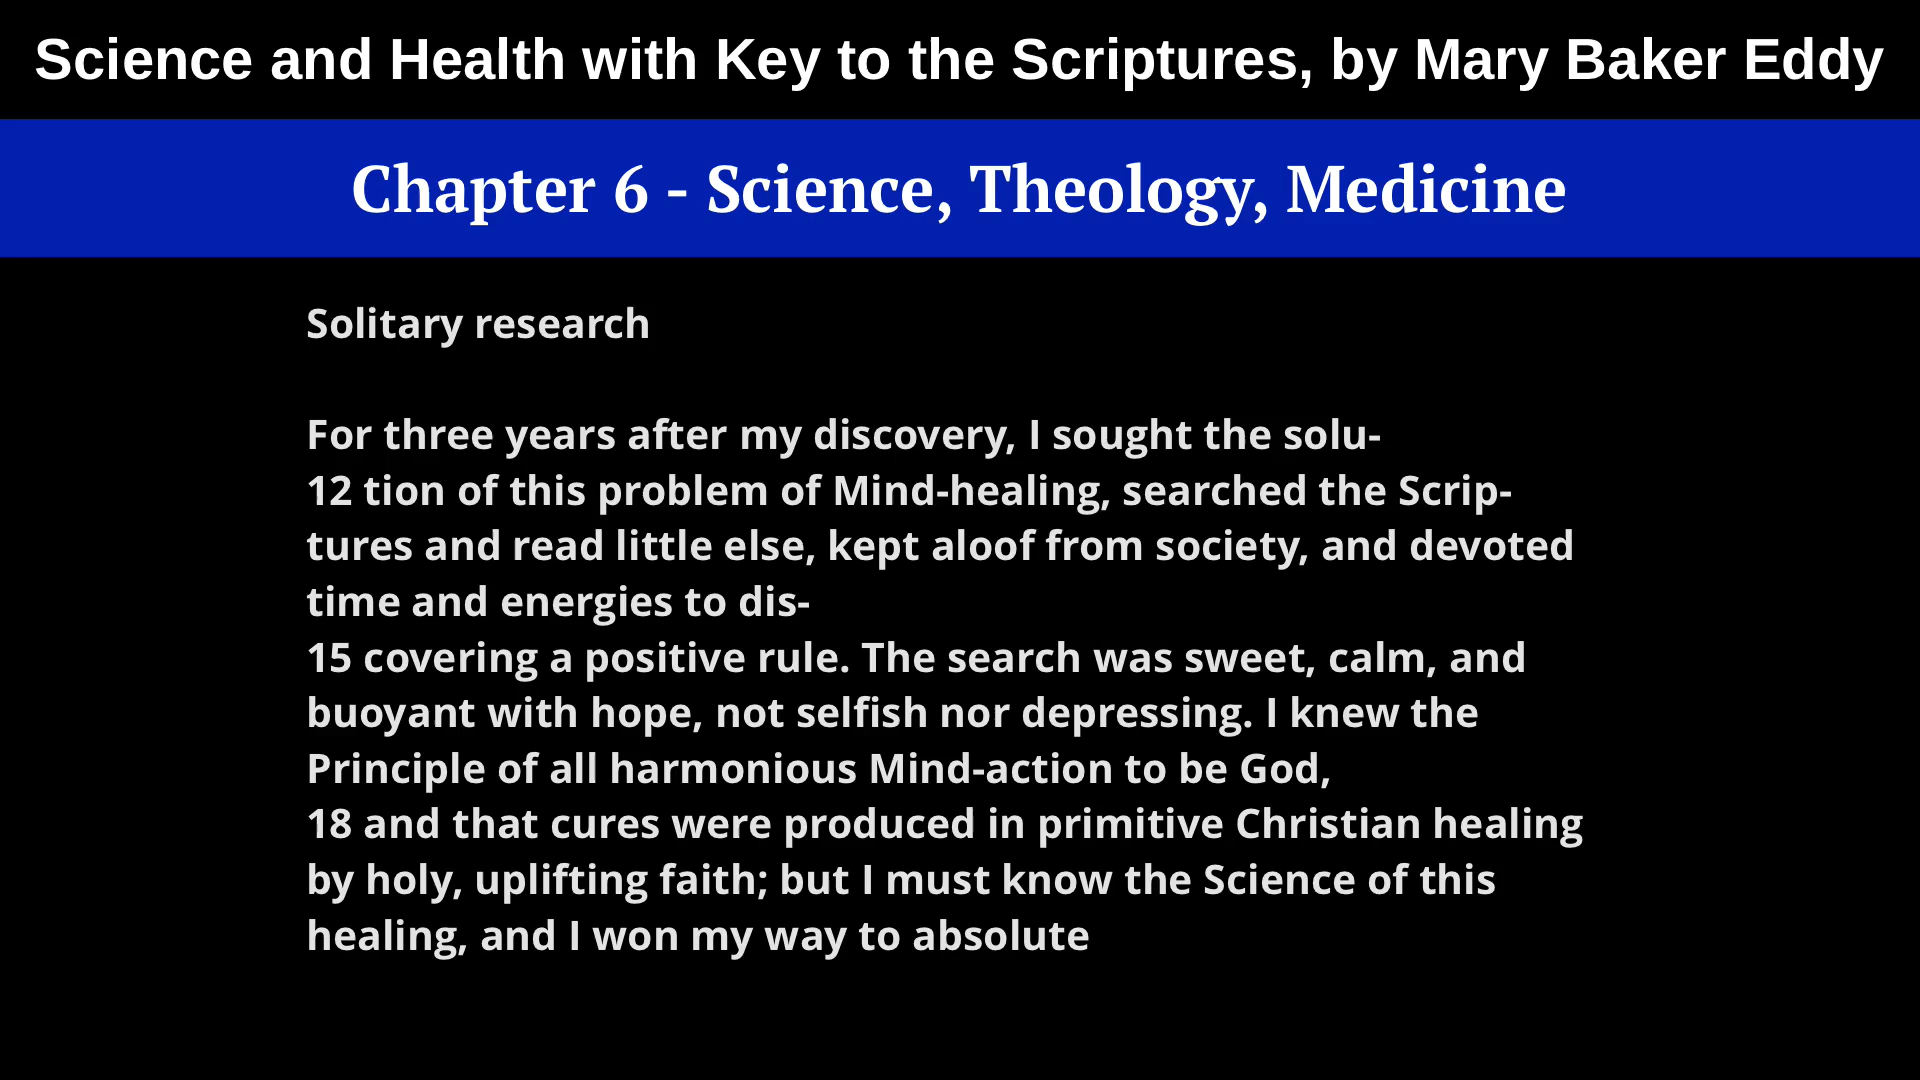 Science and Health with Key to the Scriptures, by Mary Baker Eddy
Chapter 6 - Science, Theology, Medicine
Solitary research
For three years after my discovery, I sought the solu-
12 tion of this problem of Mind-healing, searched the Scrip-
tures and read little else, kept aloof from society, and devoted
time and energies to dis-
15 covering a positive rule. The search was sweet, calm, and
buoyant with hope, not selfish nor depressing. I knew the
Principle of all harmonious Mind-action to be God,
18 and that cures were produced in primitive Christian healing
by holy, uplifting faith; but I must know the Science of this
healing, and I won my way to absolute